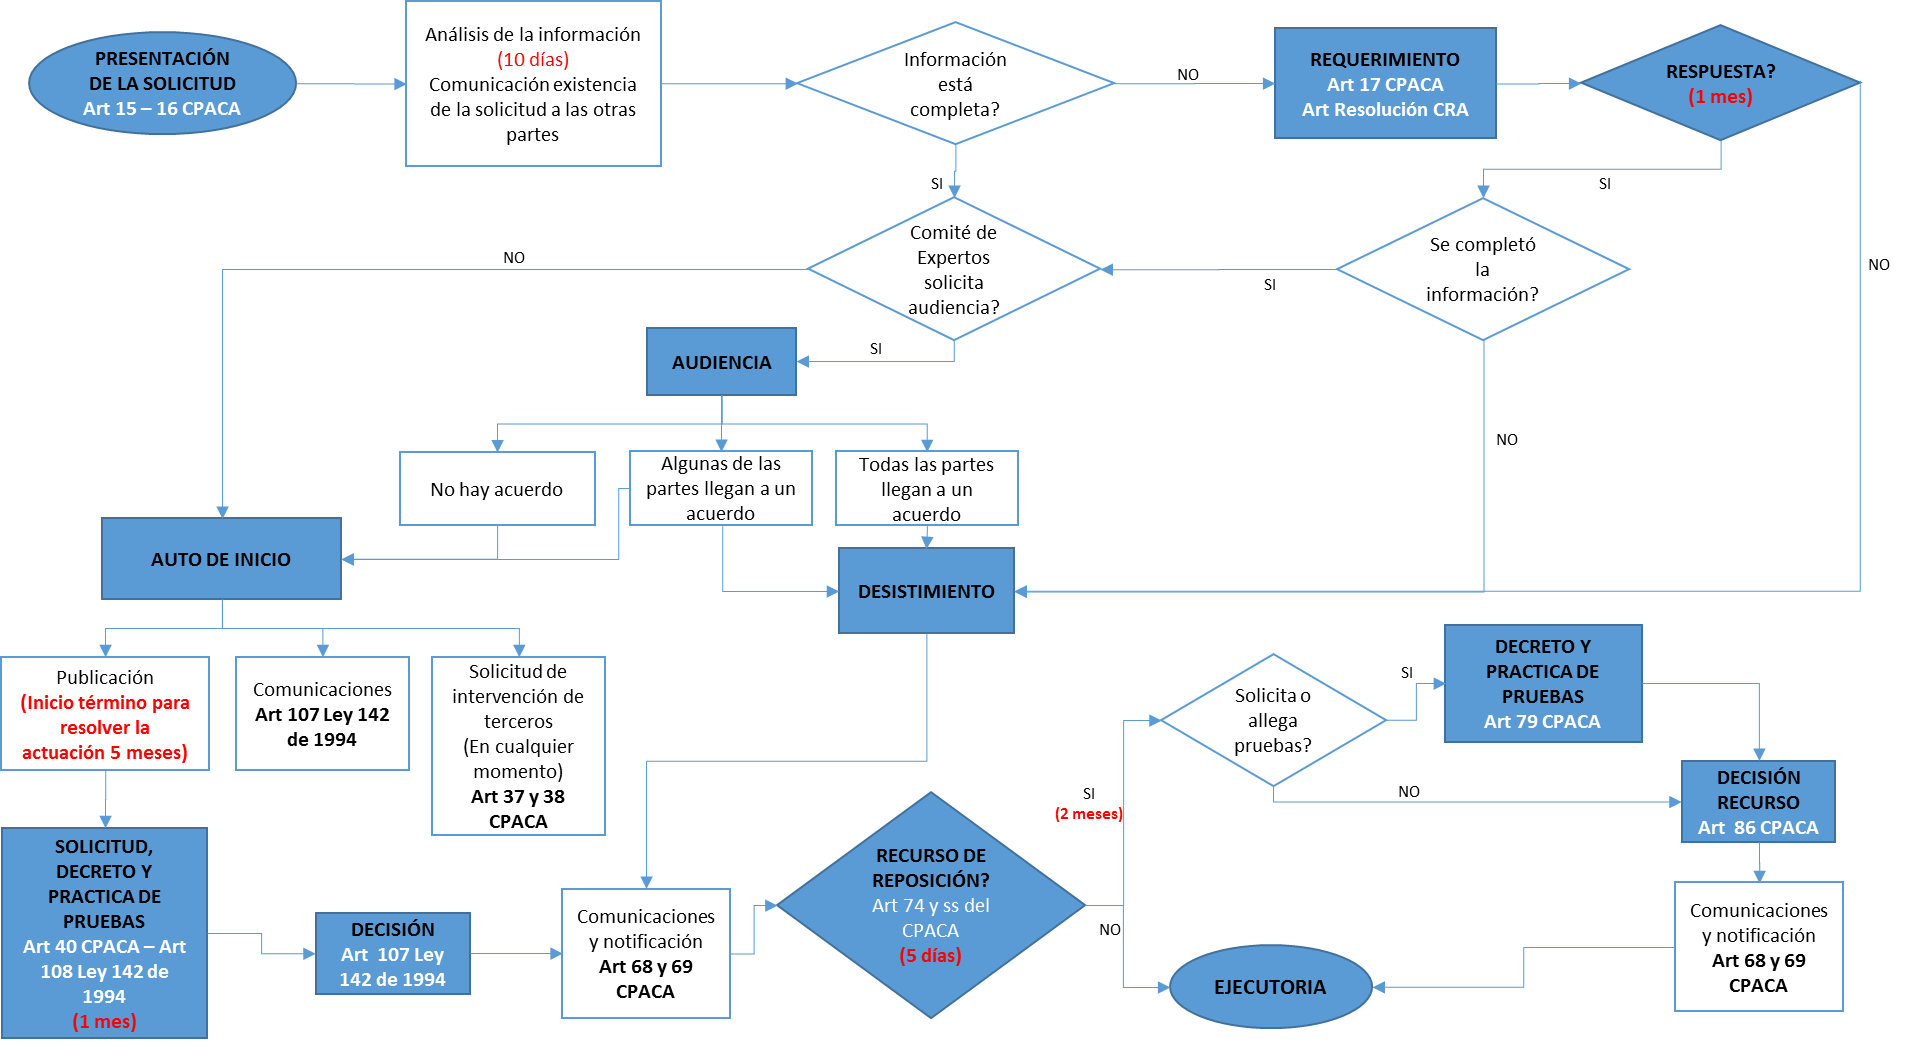 PRESENTACIÓN
DE LA SOLICITUD
Art 15 – 16 CPACA
Análisis de la información
(10 días)
Comunicación existencia
de la solicitud a las otras
partes
Información
está
completa?
NO
REQUERIMIENTO
Art 17 CPACA
Art Resolución CRA
RESPUESTA?
(1 mes)
SI
SI
NO
Comité de
Expertos
solicita
audiencia?
NO
SI
Se completó
la
información?
SI
NO
AUDIENCIA
No hay acuerdo
Algunas de las
partes llegan a un
acuerdo
Todas las partes
llegan a un
acuerdo
AUTO DE INICIO
DESISTIMIENTO
Publicación
(Inicio término para
resolver la
actuación 5 meses)
Comunicaciones
Art 107 Ley 142
de 1994
Solicitud de
intervención de
terceros
(En cualquier
momento)
Art 37 y 38
CPACA
SOLICITUD,
DECRETO Y
PRACTICA DE
PRUEBAS
Art 40 CPACA – Art
108 Ley 142 de
1994
(1 mes)
DECISIÓN
Art 107 Ley
142 de 1994
Comunicaciones
y notificación
Art 68 y 69
CPACA
RECURSO DE
REPOSICIÓN?
Art 74 y ss del
CPACA
(5 días)
SI
(2 meses)
NO
Solicita o
allega
pruebas?
SI
NO
DECRETO Y
PRACTICA DE
PRUEBAS
Art 79 CPACA
DECISIÓN
RECURSO
Art 86 CPACA
Comunicaciones
y notificación
Art 68 y 69
CPACA
EJECUTORIA